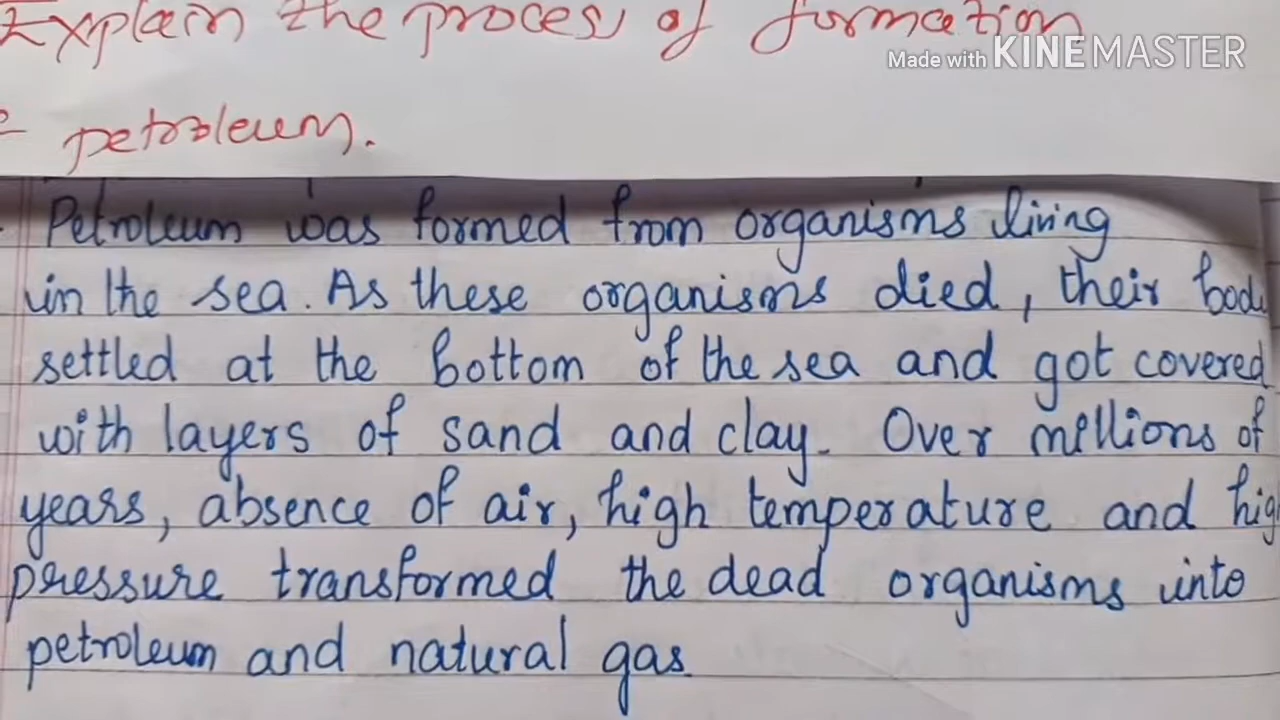 Explain the process of formation
Made with KINEMASTER
petroleum.
Petroleum was formed from organisms living
in the sea. As these organisms died, their bod
settled at the bottom of the sea and got covered
with layers of sand and clay. Over millions of
years, absence of air, high temperature and hig
pressure transformed the dead organisms into
petroleum and natural gas.